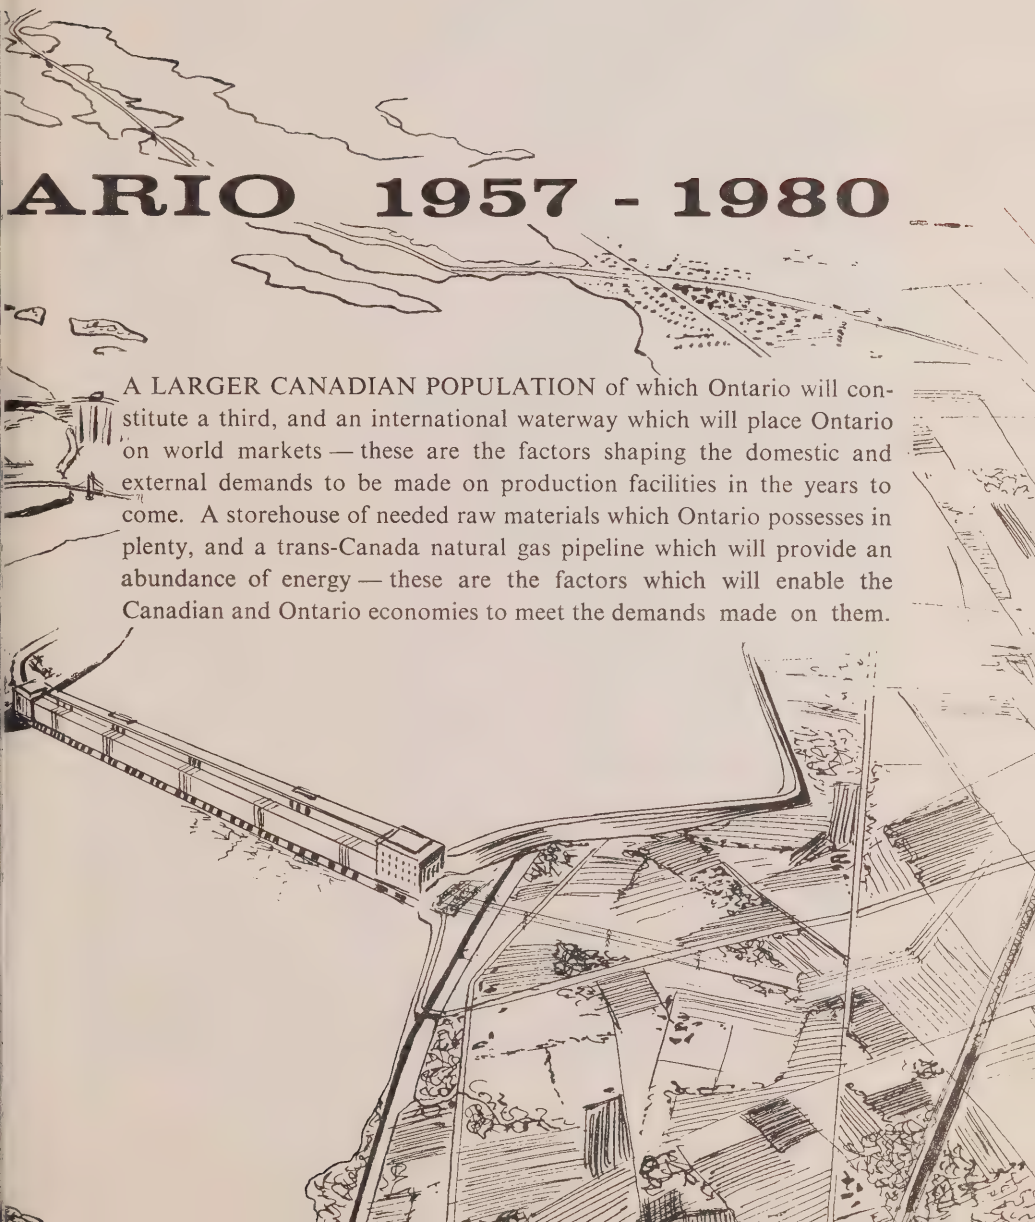 ARIO 1957 - 1980
A LARGER CANADIAN POPULATION of which Ontario will con-
stitute a third, and an international waterway which will place Ontario
on world markets — these are the factors shaping the domestic and
external demands to be made on production facilities in the years to
come. A storehouse of needed raw materials which Ontario possesses in
plenty, and a trans-Canada natural gas pipeline which will provide an
abundance of energy — these are the factors which will enable the
Canadian and Ontario economies to meet the demands made on them.